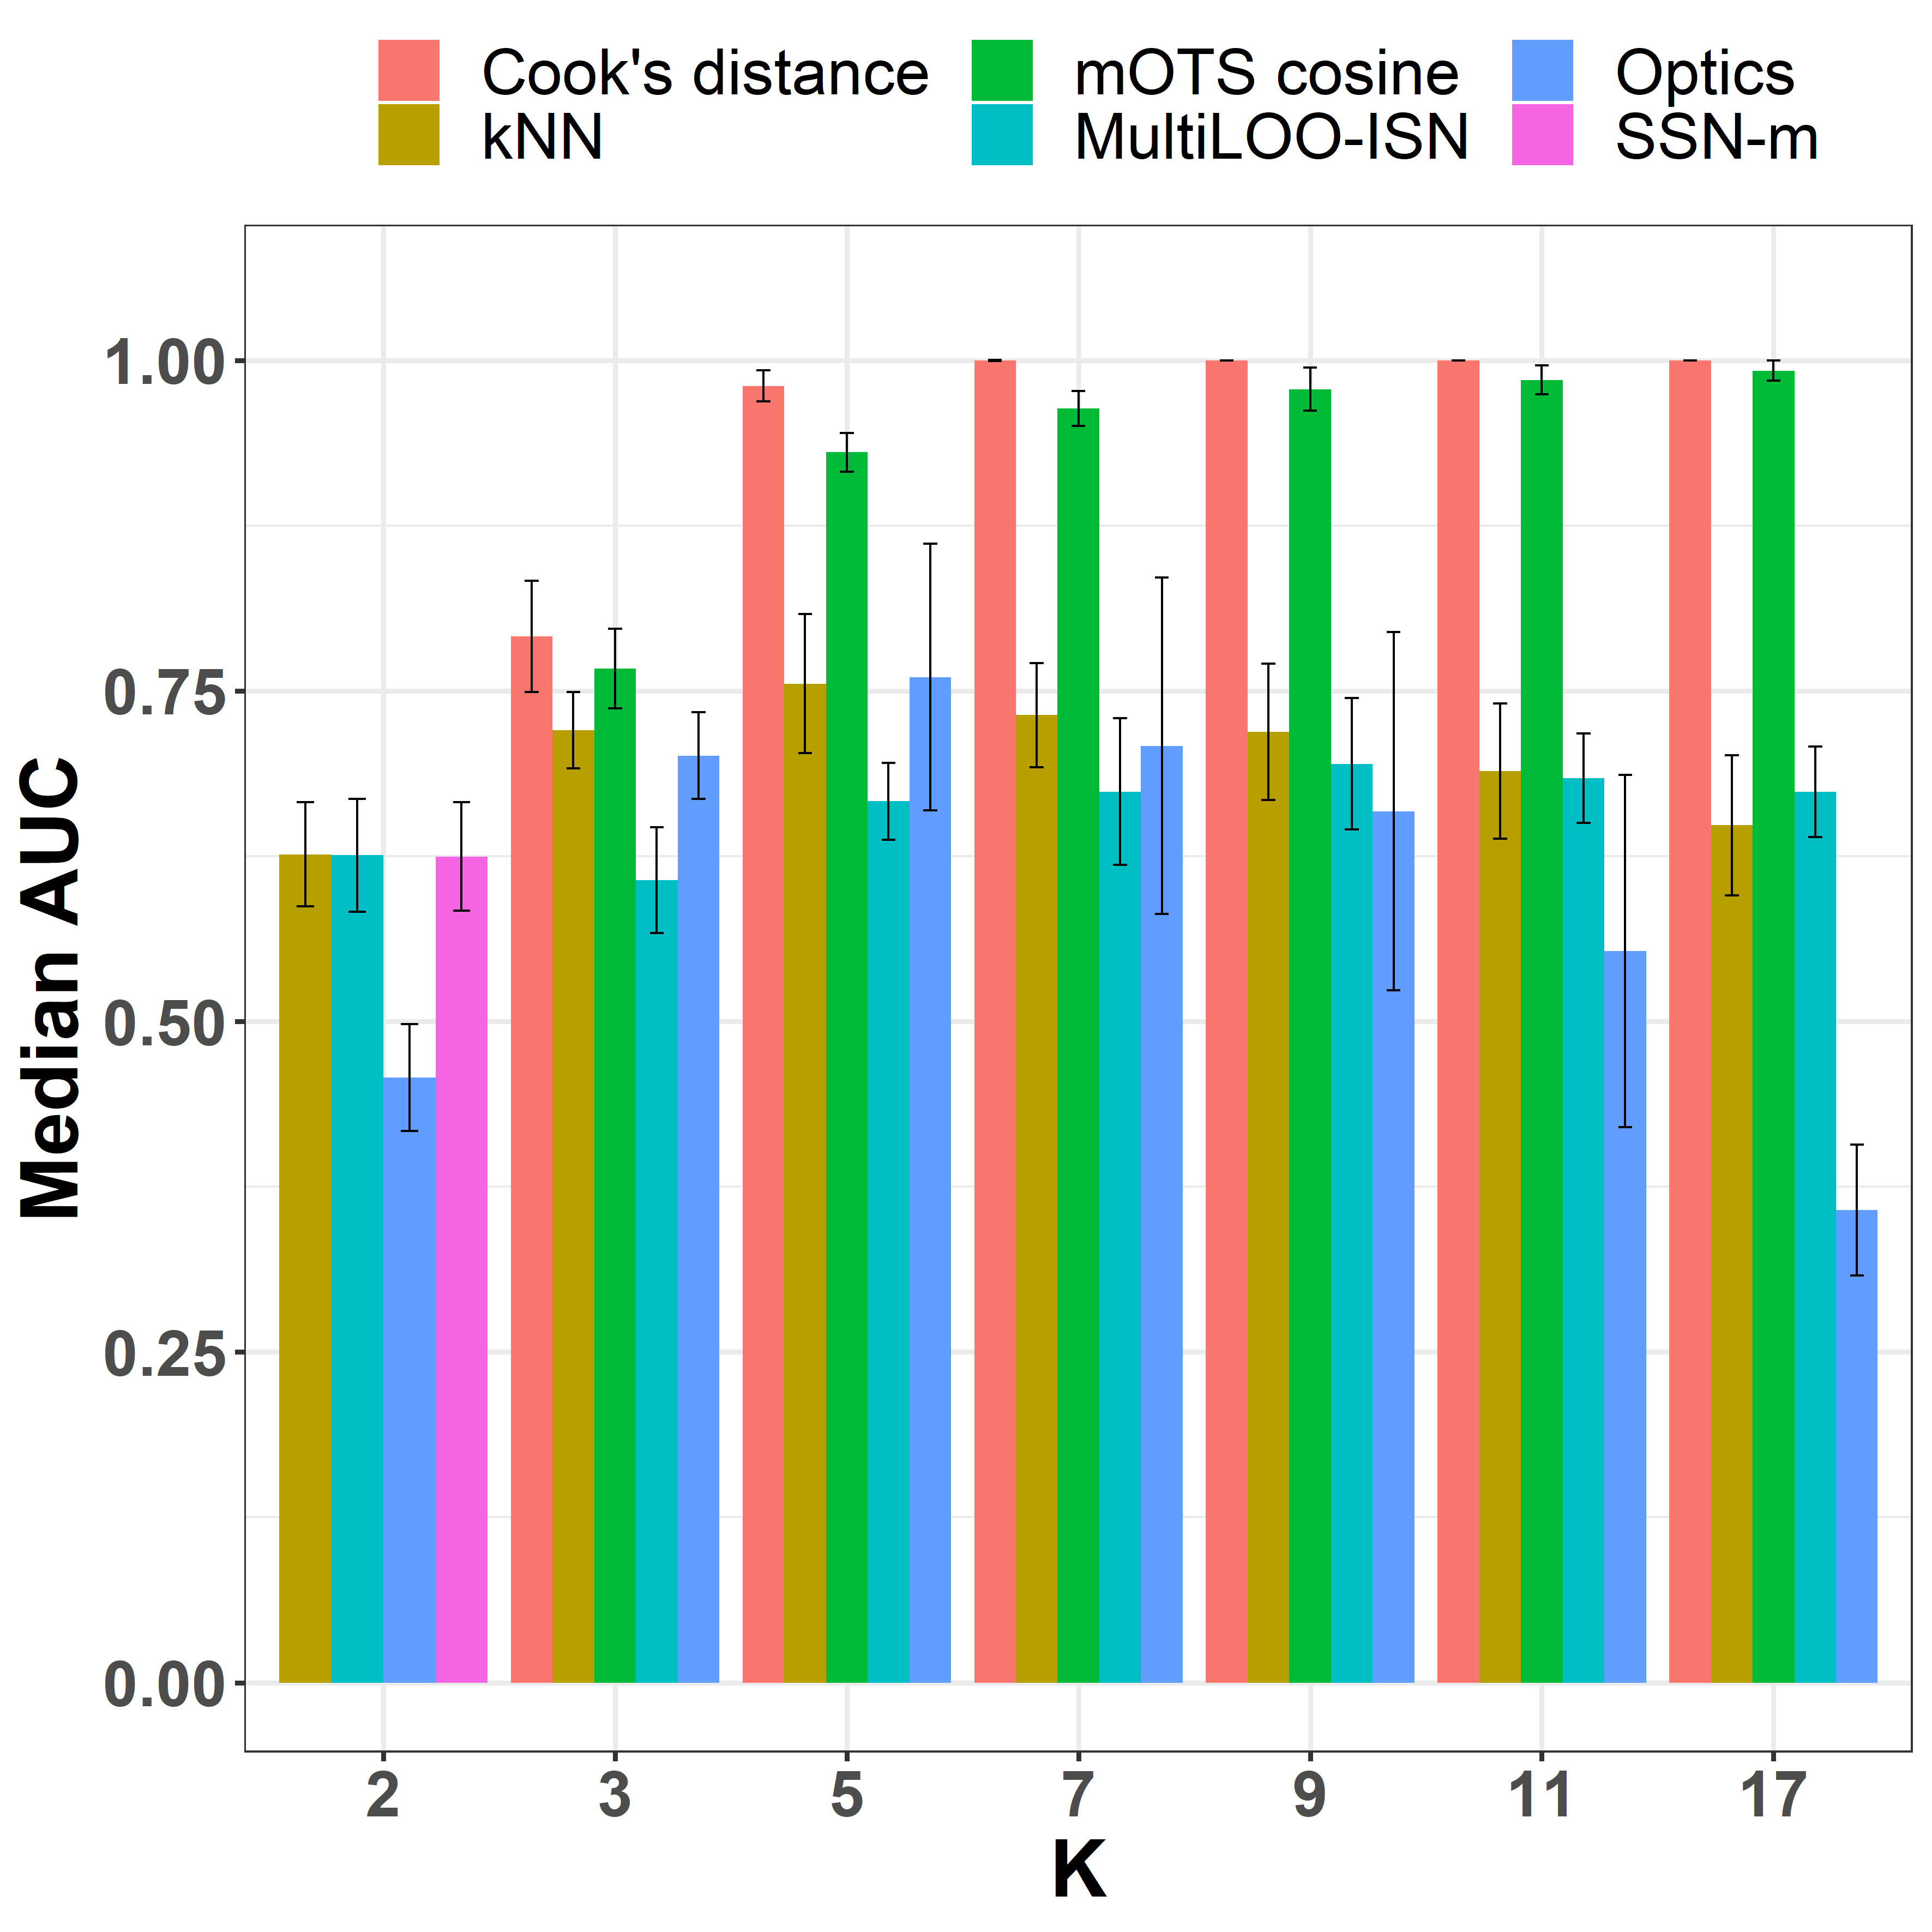 Cook's distance mOTS cosine Optics
kNN MultiLOO-ISN SSN-m
Median AUC
1.00
0.75
0.50
0.25
0.00
2 3 5 7 9 11 17
K